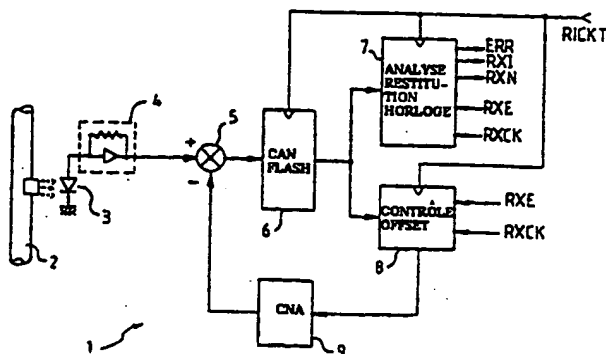 RICKT
7
ERR
RXI
RXN
RXE
RXCK
ANALYSE
RESTITU-
TION
HORLOGE
4
+
5
-
CAN
FLASH
6
3
2
CONTRÔLE
OFFSET
RXE
RXCK
8
CNA
9
1